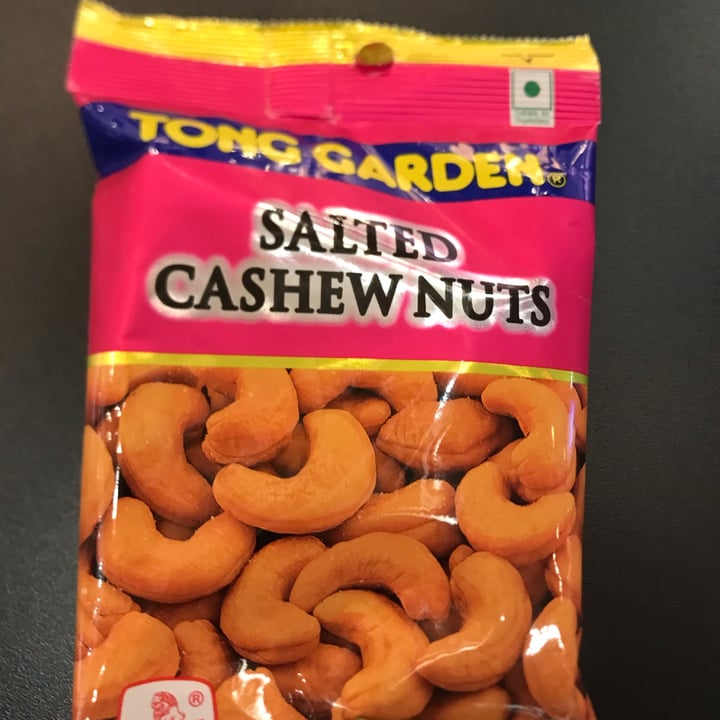 TONG GARDEN®
SALTED
CASHEW NUTS
®